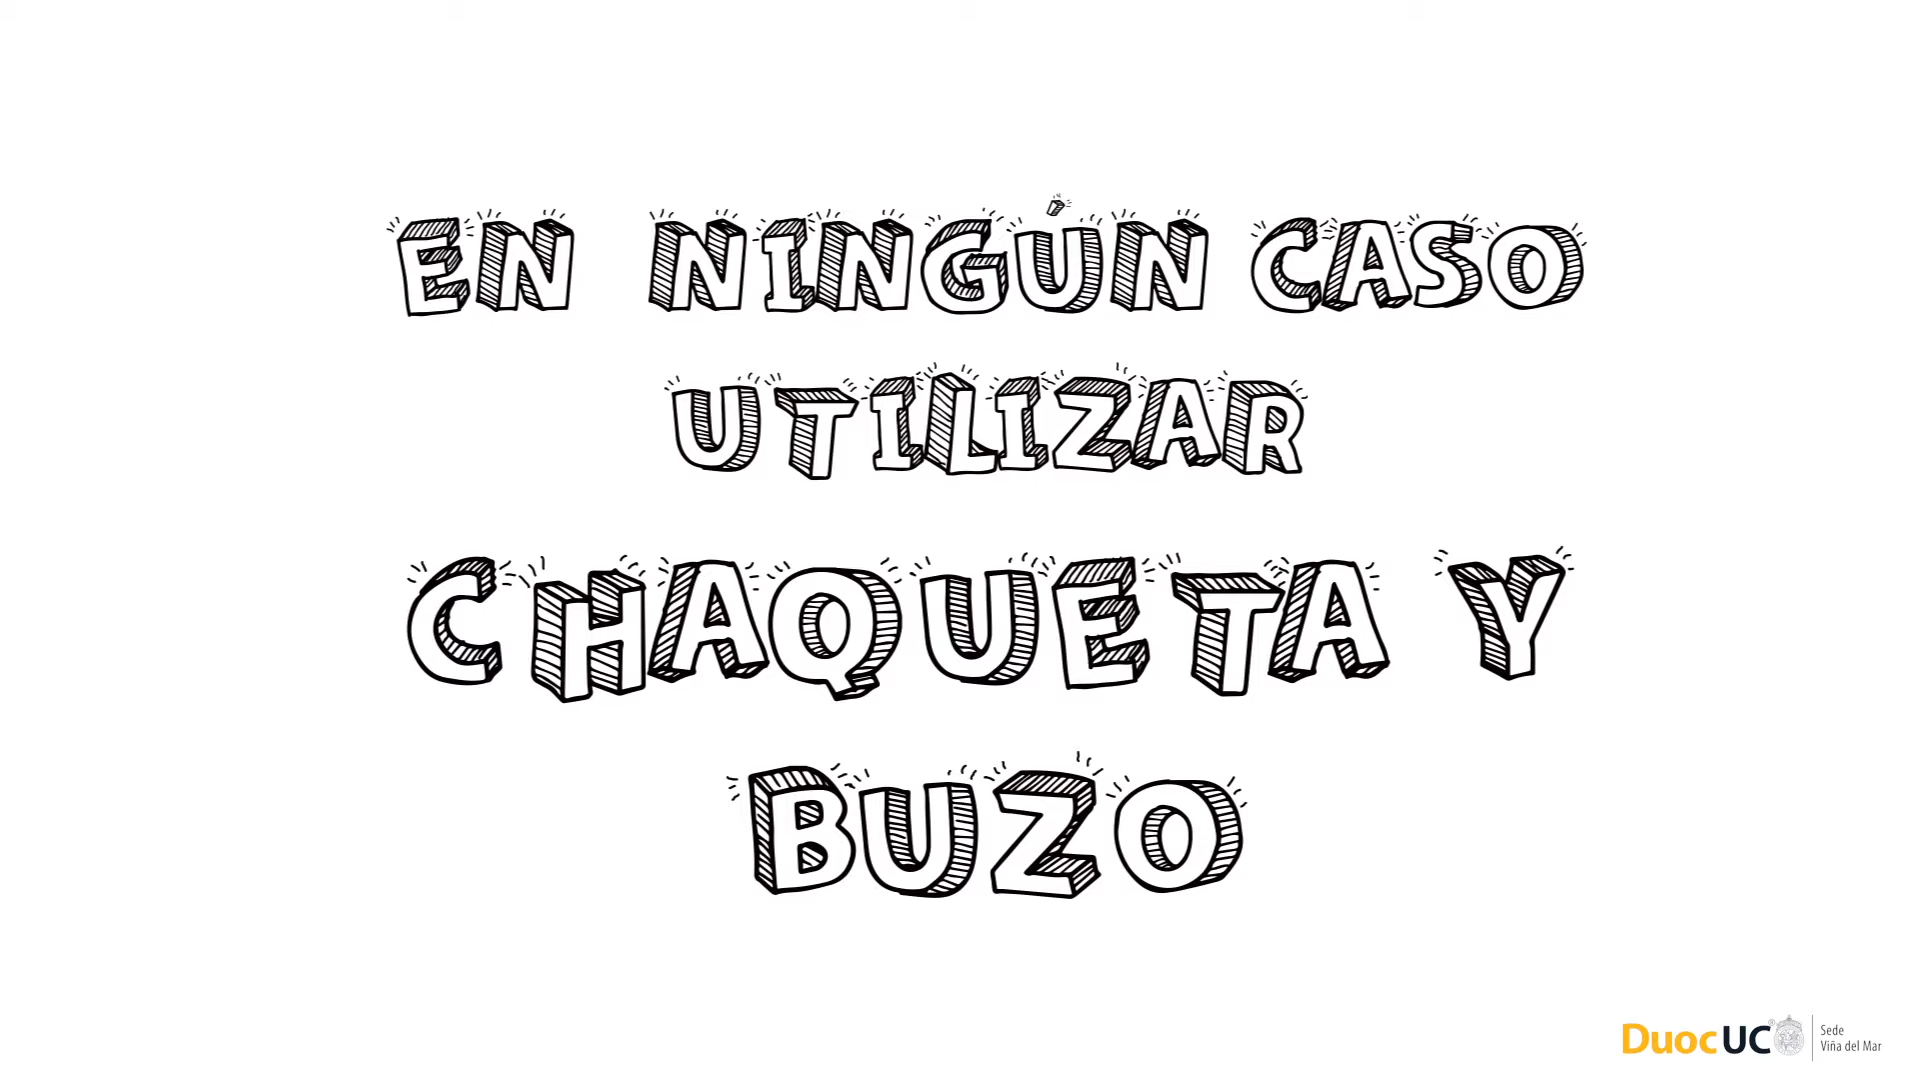 EN NINGÚN CASO
UTILIZAR
CHAQUETA Y
BUZO
DuocUC® Sede
Viña del Mar